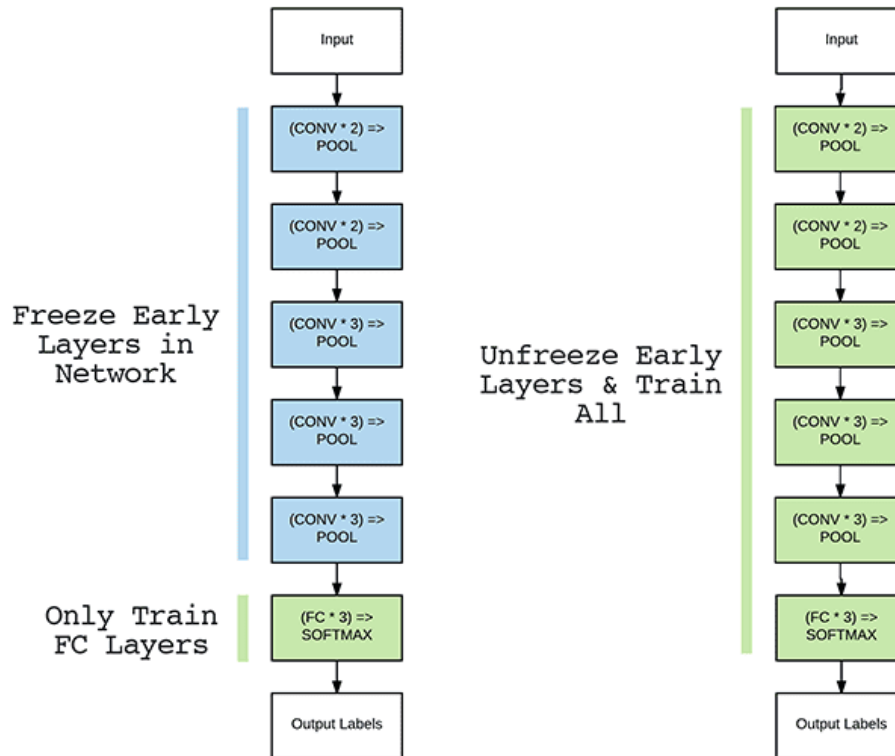 Input
(CONV * 2) =>
POOL
(CONV * 2) =>
POOL
Freeze Early
Layers in
Network
(CONV * 3) =>
POOL
(CONV * 3) =>
POOL
(CONV * 3) =>
POOL
Only Train
FC Layers
(FC * 3) =>
SOFTMAX
Output Labels
Input
(CONV * 2) =>
POOL
(CONV * 2) =>
POOL
Unfreeze Early
Layers & Train
All
(CONV * 3) =>
POOL
(CONV * 3) =>
POOL
(CONV * 3) =>
POOL
(FC * 3) =>
SOFTMAX
Output Labels